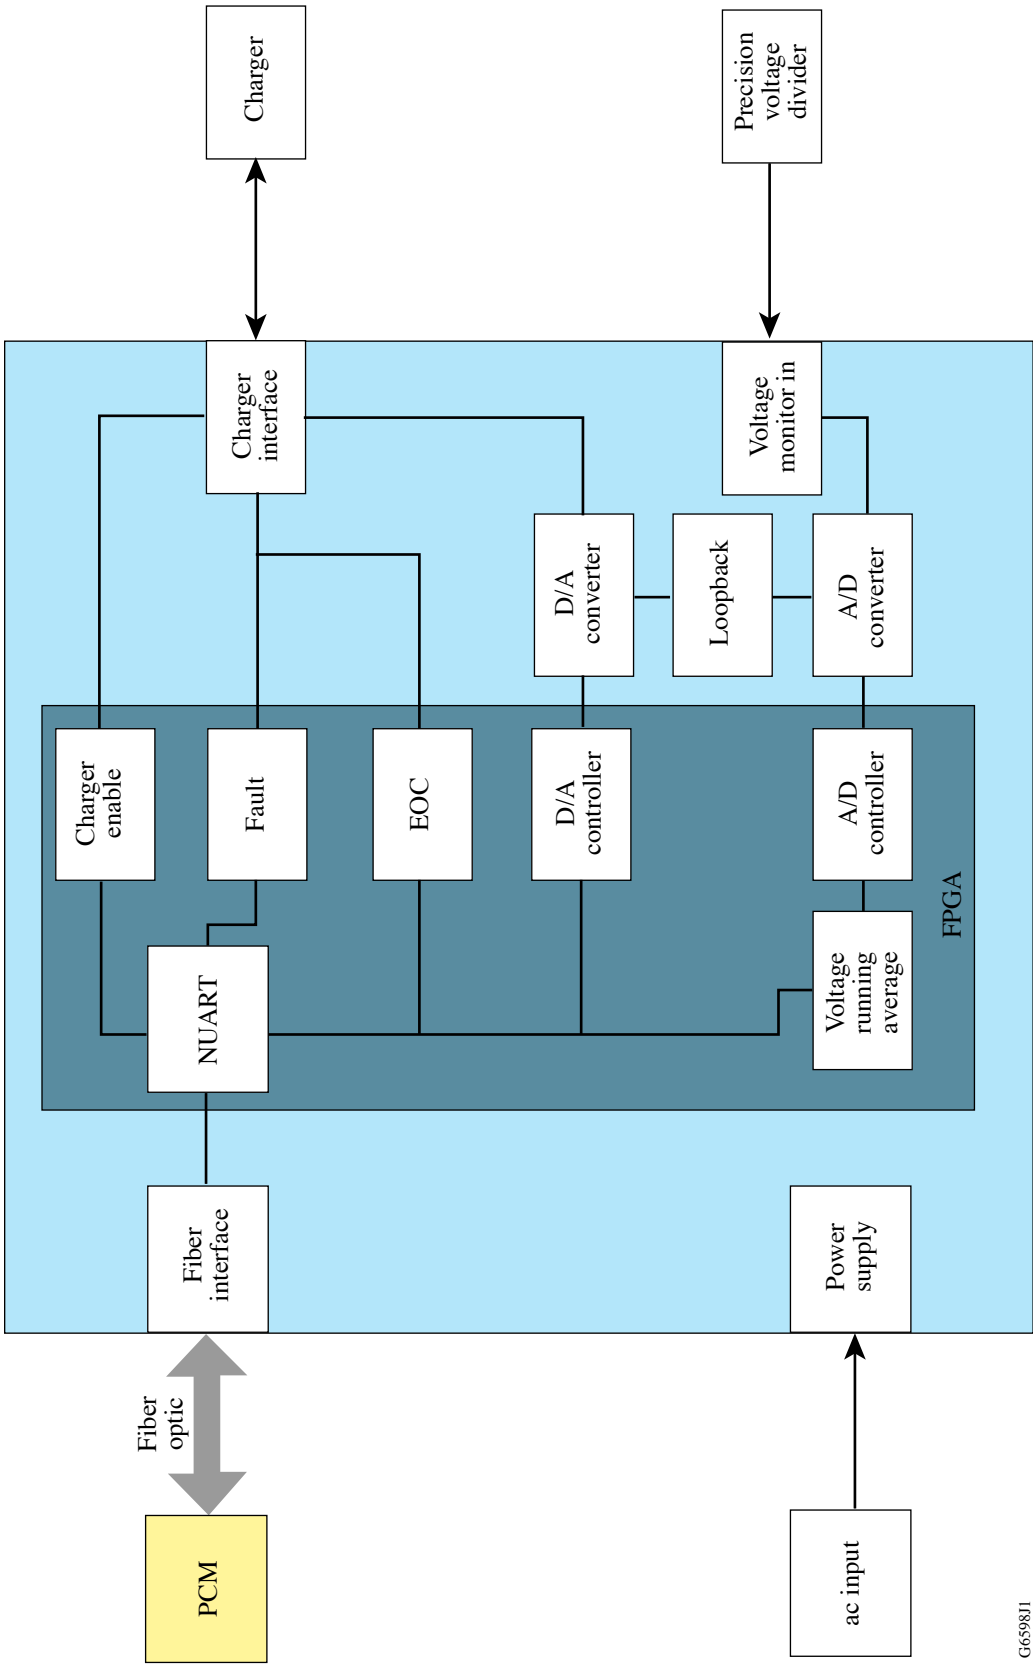 PCM
Fiber
optic
Fiber
interface
NUART
Charger
enable
Fault
EOC
D/A
controller
A/D
controller
Voltage
running
average
FPGA
D/A
converter
Loopback
A/D
converter
Charger
interface
Voltage
monitor in
Charger
Precision
voltage
divider
ac input
Power
supply
G6598J1